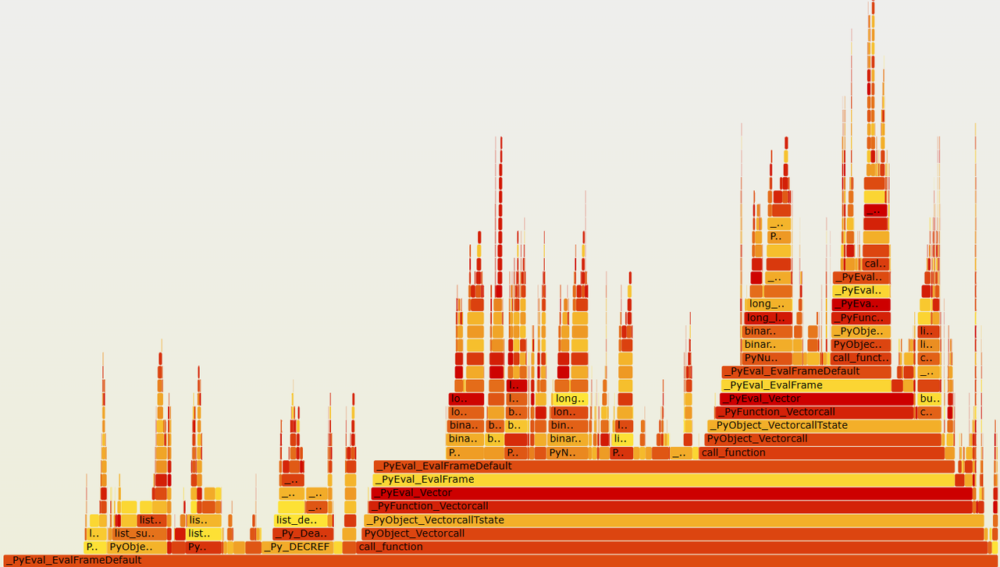 _..
_..
P..
cal..
_.. _PyEval..
_PyEval..
long_.. _PyEva..
long_l.. _PyFunc..
binar.. _PyObje.. li..
binar.. PyObjec.. li..
PyNu.. call_funct.. c..
_PyEval_EvalFrameDefault _..
l.. _PyEval_EvalFrame
lo.. l.. long.. _PyEval_Vector bu..
lo.. b.. lon.. _PyFunction_Vectorcall c..
bina.. b.. b.. bin.. l.. _PyObject_VectorcallTstate
bina.. b.. binar.. li.. PyObject_Vectorcall
P.. P.. PyN.. P.. _.. call_function
_PyEval_EvalFrameDefault
_.. _PyEval_EvalFrame
_.. _.. _PyEval_Vector
_.. _PyFunction_Vectorcall
list.. lis.. list_de.. _PyObject_VectorcallTstate
l.. list_su.. list.. _Py_Dea.. PyObject_Vectorcall
P.. PyObje.. Py.. _Py_DECREF call_function
_PyEval_EvalFrameDefault